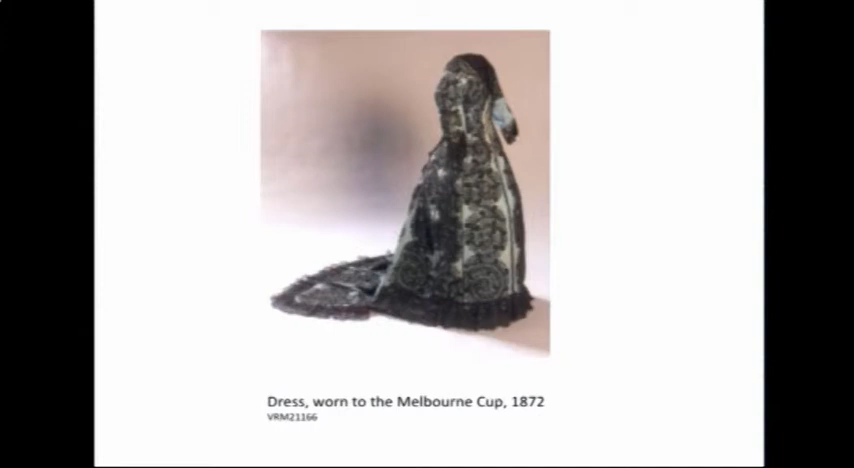 Dress, worn to the Melbourne Cup, 1872
VRM21166